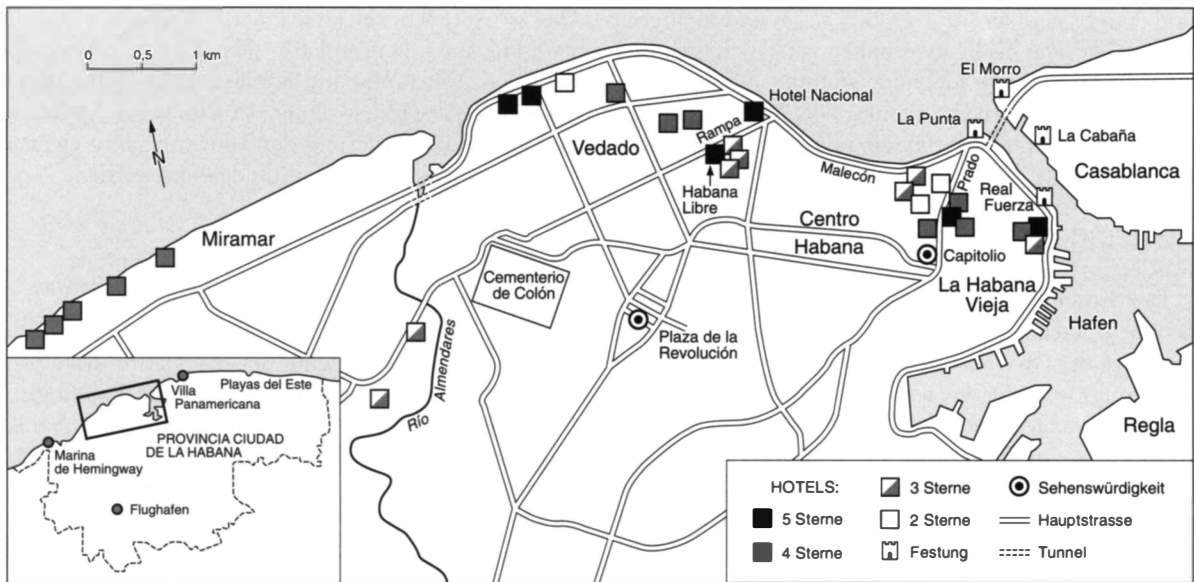 0 0,5 1 km
N
El Morro
Hotel Nacional
La Punta
La Cabaña
Rampa
Vedado
Casablanca
Malecón
Prado
Habana
Libre
Real
Fuerza
Centro
Habana
Miramar
Capitolio
Cementerio
de Colón
La Habana
Vieja
Hafen
Plaza de la
Revolución
Almendares
Río
Regla
Playas del Este
Villa
Panamericana
PROVINCIA CIUDAD
DE LA HABANA
Marina
de Hemingway
Flughafen
HOTELS:
3 Sterne
Sehenswürdigkeit
5 Sterne
2 Sterne
Hauptstrasse
4 Sterne
Festung
Tunnel